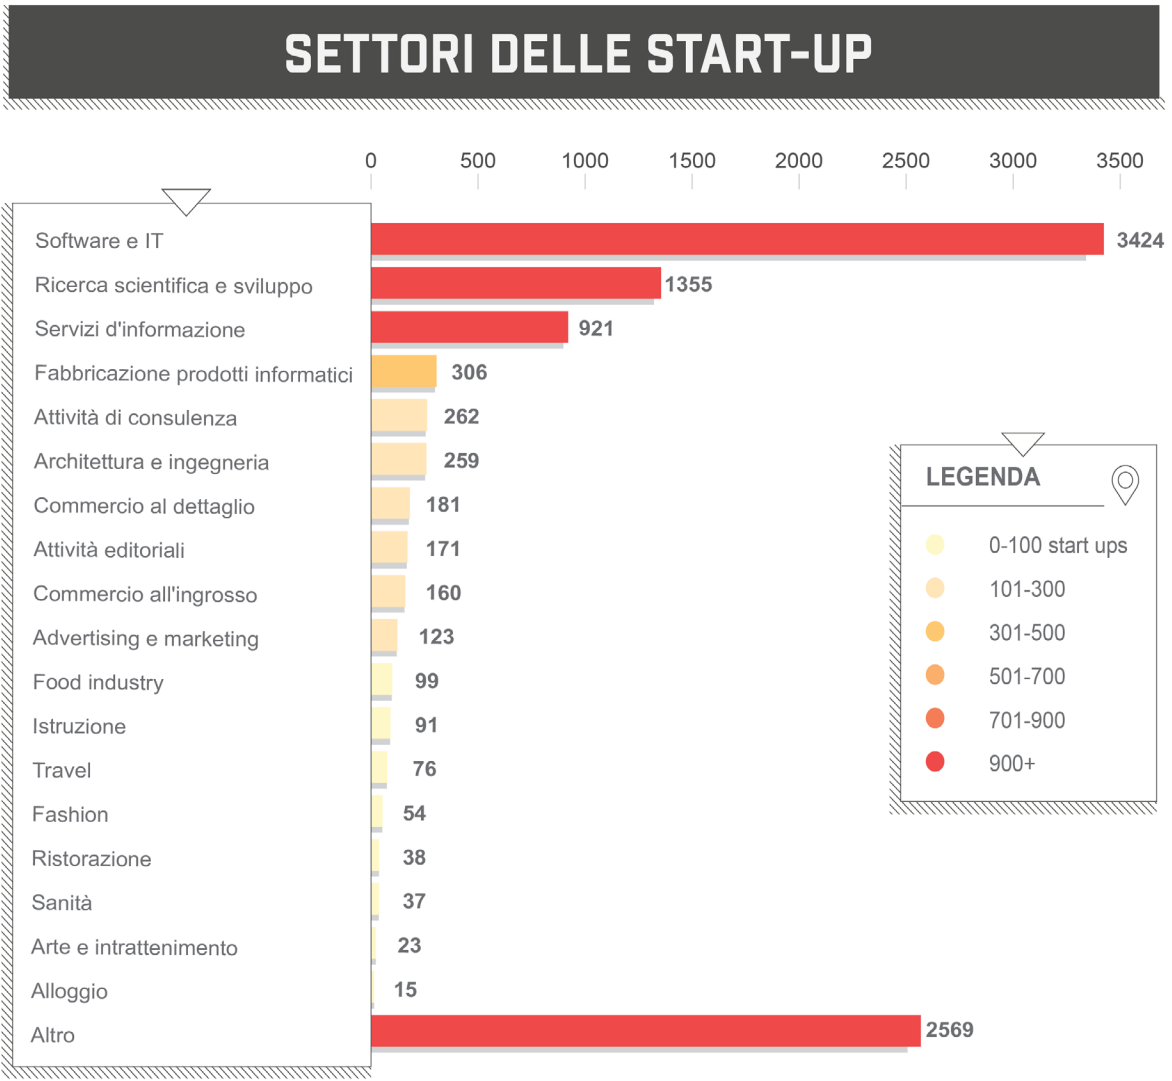 SETTORI DELLE START-UP
0 500 1000 1500 2000 2500 3000 3500
Software e IT 3424
Ricerca scientifica e sviluppo 1355
Servizi d'informazione 921
Fabbricazione prodotti informatici 306
Attività di consulenza 262
Architettura e ingegneria 259
Commercio al dettaglio 181
Attività editoriali 171
Commercio all'ingrosso 160
Advertising e marketing 123
Food industry 99
Istruzione 91
Travel 76
Fashion 54
Ristorazione 38
Sanità 37
Arte e intrattenimento 23
Alloggio 15
Altro 2569
LEGENDA
0-100 start ups
101-300
301-500
501-700
701-900
900+